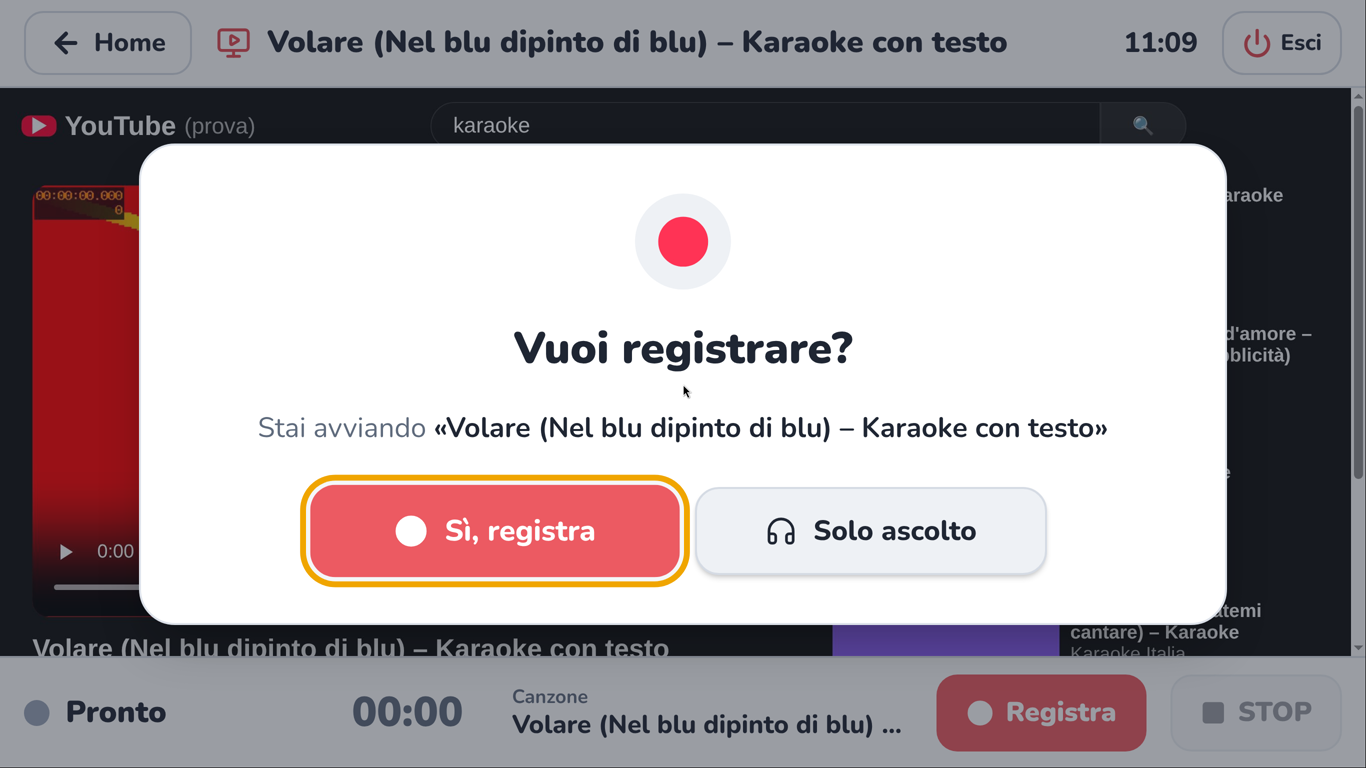 Home
Volare (Nel blu dipinto di blu) – Karaoke con testo
11:09
Esci
YouTube (prova)
karaoke
00:00:00.000
0
araoke
d'amore –
blicità)
Vuoi registrare?
Stai avviando «Volare (Nel blu dipinto di blu) – Karaoke con testo»
Sì, registra
Solo ascolto
0:00
atemi
cantare) – Karaoke
Karaoke Italia
Volare (Nel blu dipinto di blu) – Karaoke con testo
Pronto
00:00
Canzone
Volare (Nel blu dipinto di blu) ...
Registra
STOP